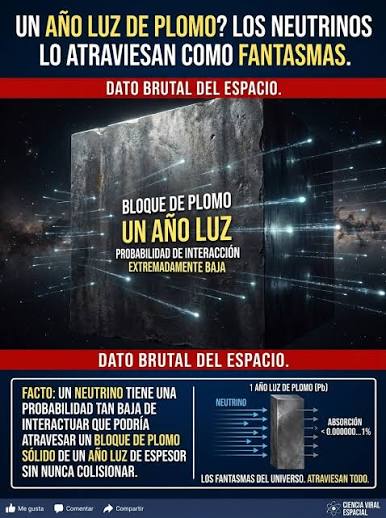 UN AÑO LUZ DE PLOMO? LOS NEUTRINOS
LO ATRAVIESAN COMO FANTASMAS.
DATO BRUTAL DEL ESPACIO.
BLOQUE DE PLOMO
UN AÑO LUZ
PROBABILIDAD DE INTERACCIÓN
EXTREMADAMENTE BAJA
DATO BRUTAL DEL ESPACIO.
FACTO: UN NEUTRINO TIENE UNA
PROBABILIDAD TAN BAJA DE
INTERACTUAR QUE PODRÍA
ATRAVESAR UN BLOQUE DE PLOMO
SÓLIDO DE UN AÑO LUZ DE ESPESOR
SIN NUNCA COLISIONAR.
1 AÑO LUZ DE PLOMO (Pb)
NEUTRINO
ABSORCIÓN
< 0.000000...1%
LOS FANTASMAS DEL UNIVERSO. ATRAVIESAN TODO.
Me gusta
Comentar
Compartir
CIENCIA VIRAL
ESPACIAL